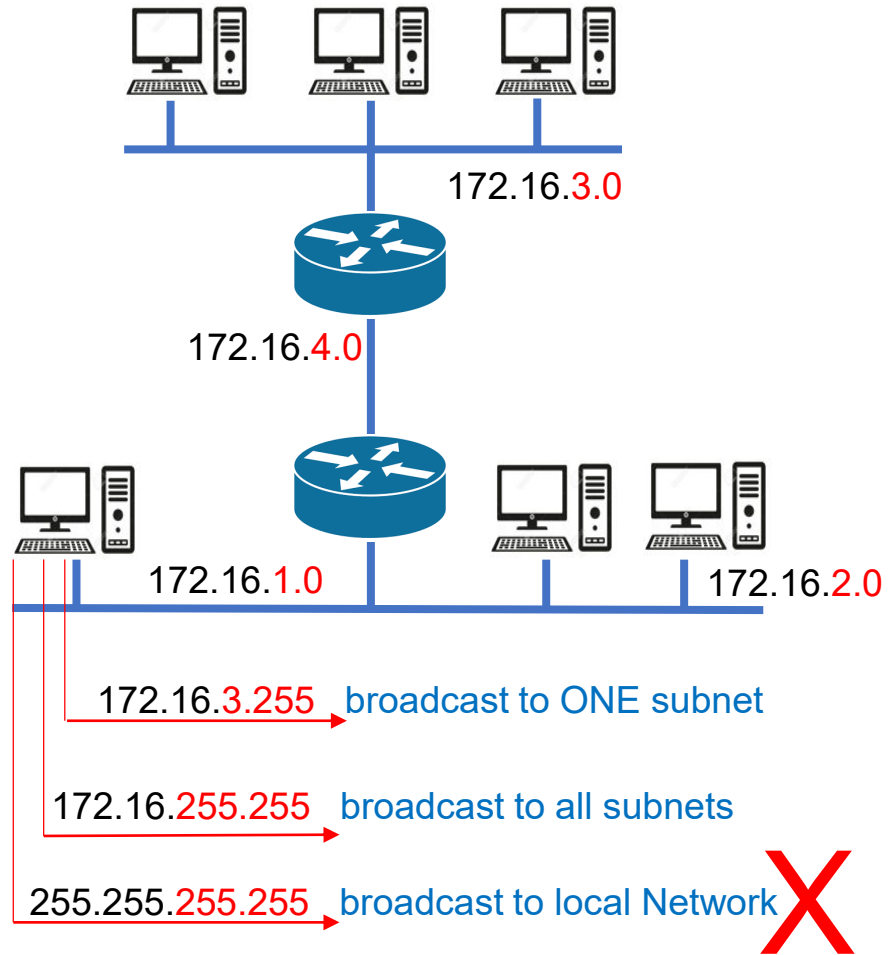 172.16.3.0
172.16.4.0
172.16.1.0
172.16.2.0
172.16.3.255 broadcast to ONE subnet
172.16.255.255 broadcast to all subnets
255.255.255.255 broadcast to local Network X